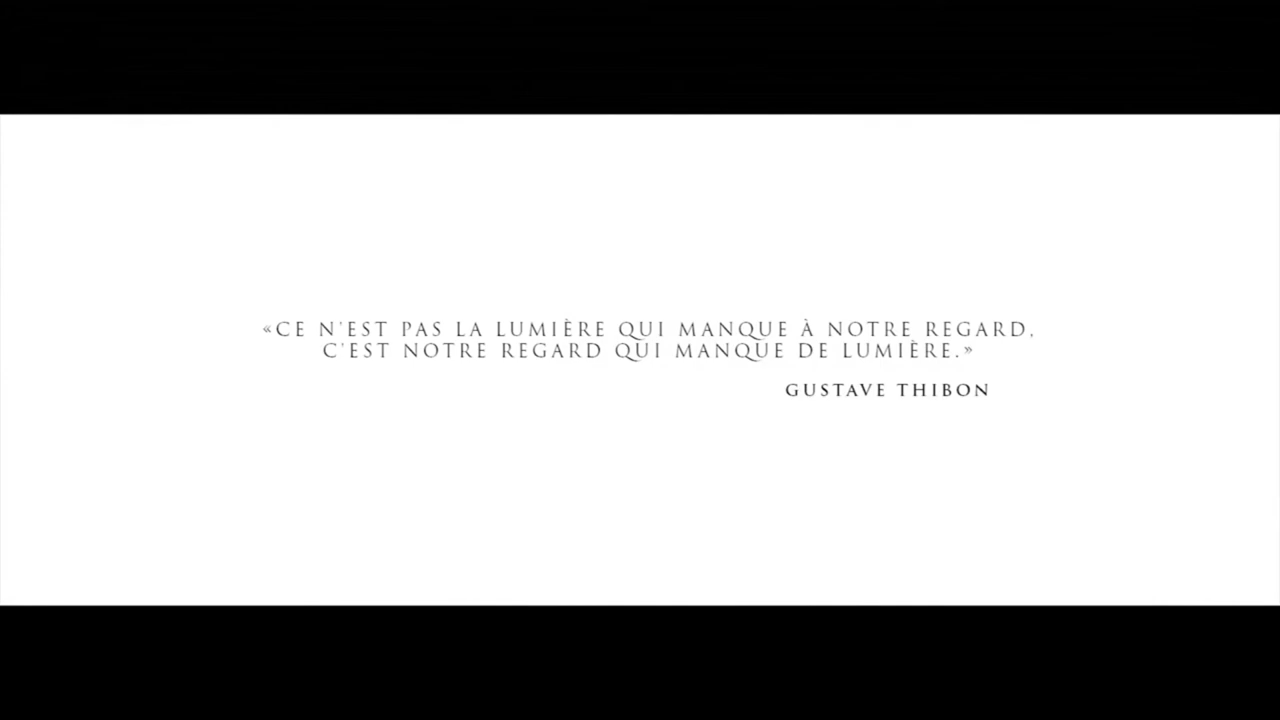 «CE N'EST PAS LA LUMIÈRE QUI MANQUE À NOTRE REGARD,
C'EST NOTRE REGARD QUI MANQUE DE LUMIÈRE.»
GUSTAVE THIBON